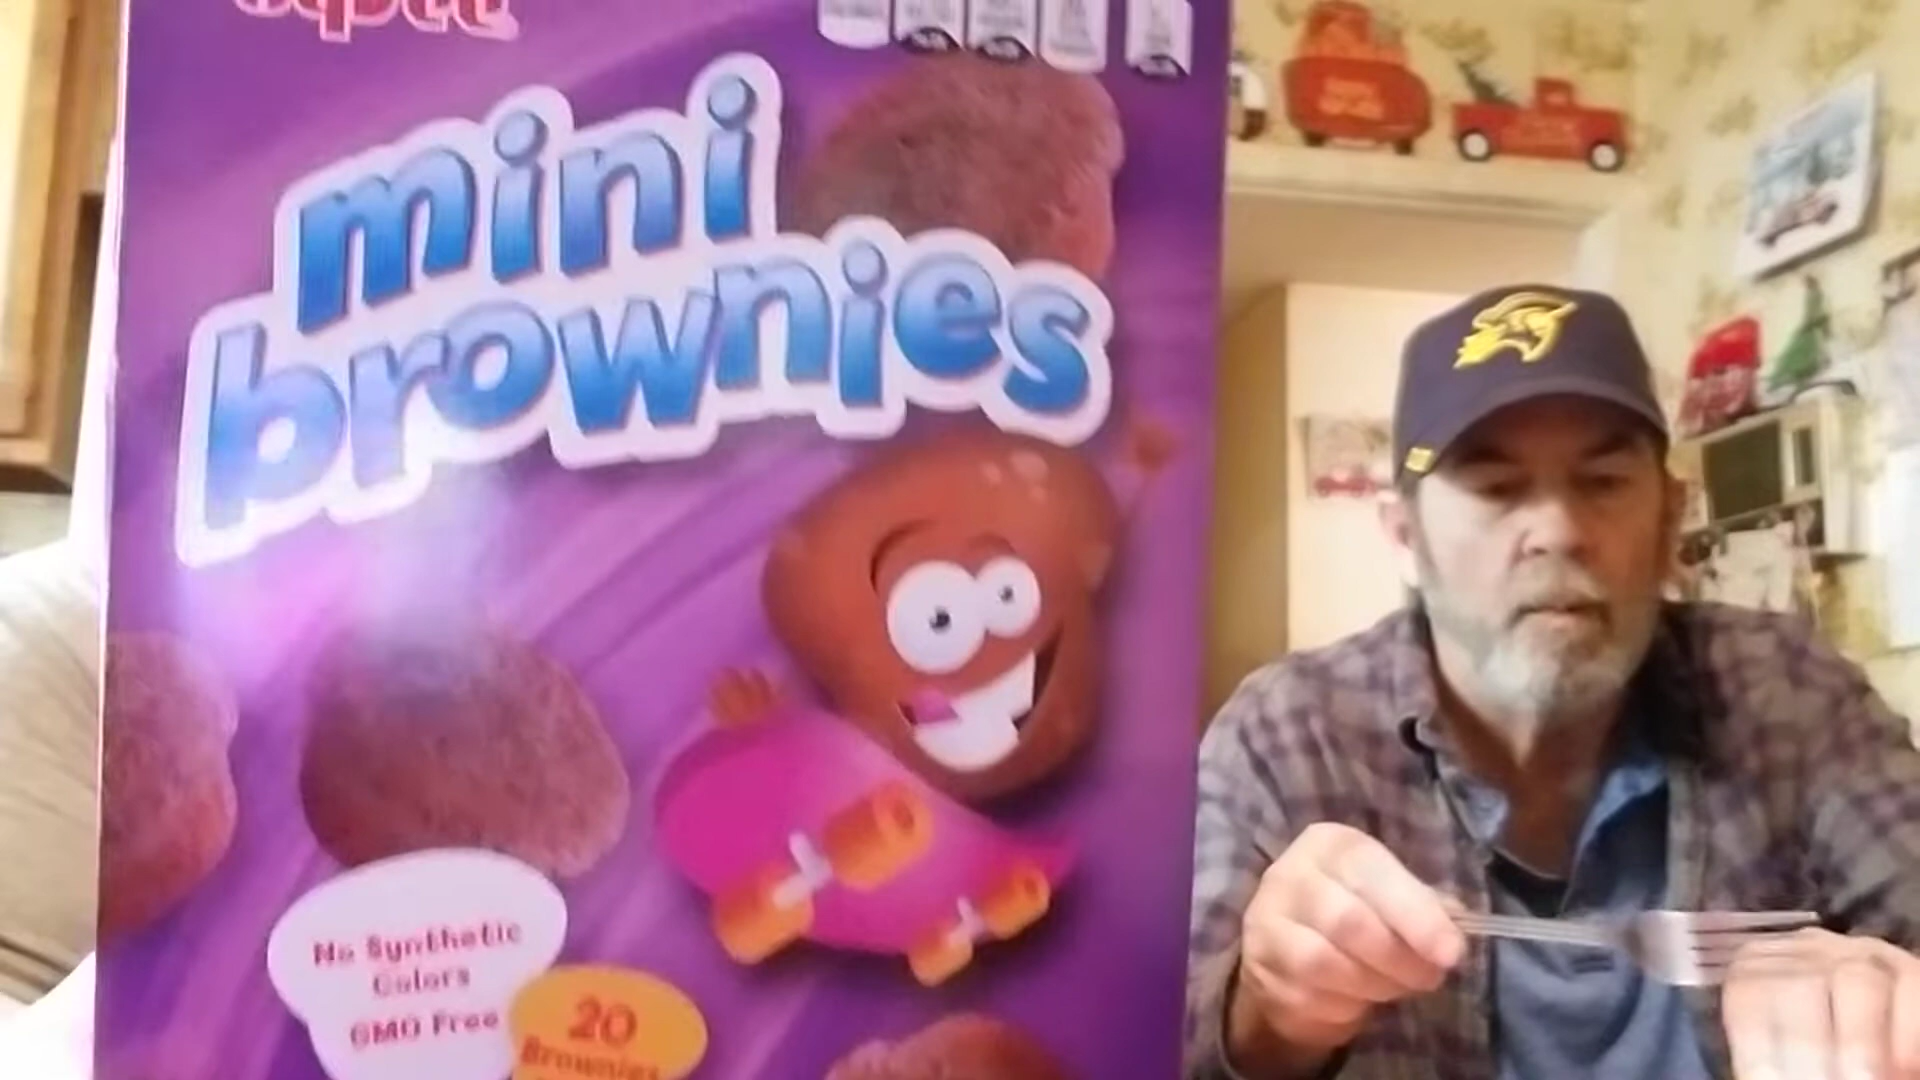 mini
brownies
No Synthetic
Colors
GMO Free
20
Brownies